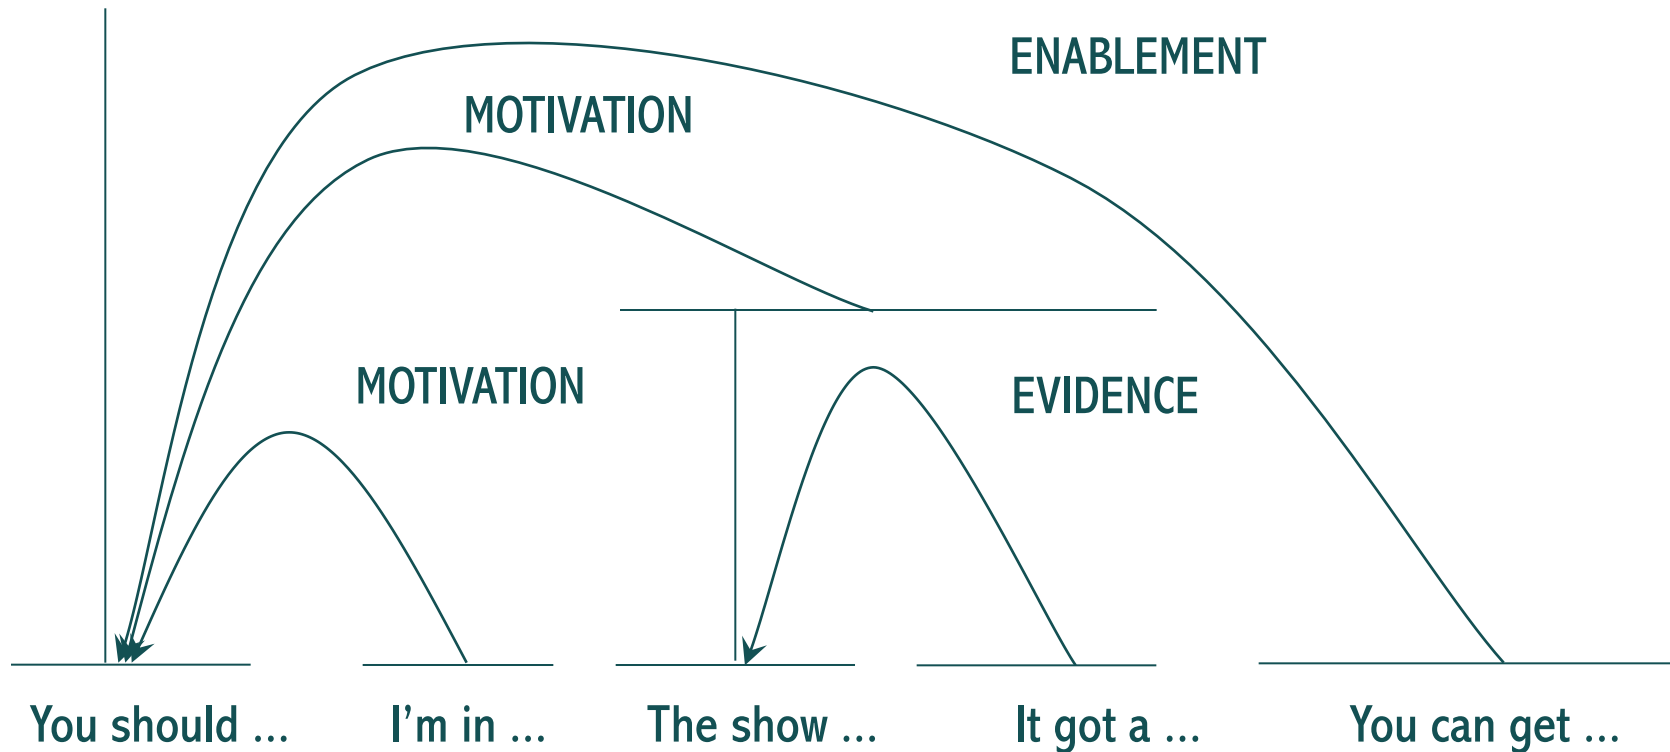 ENABLEMENT
MOTIVATION
MOTIVATION
EVIDENCE
You should ...
I'm in ...
The show ...
It got a ...
You can get ...